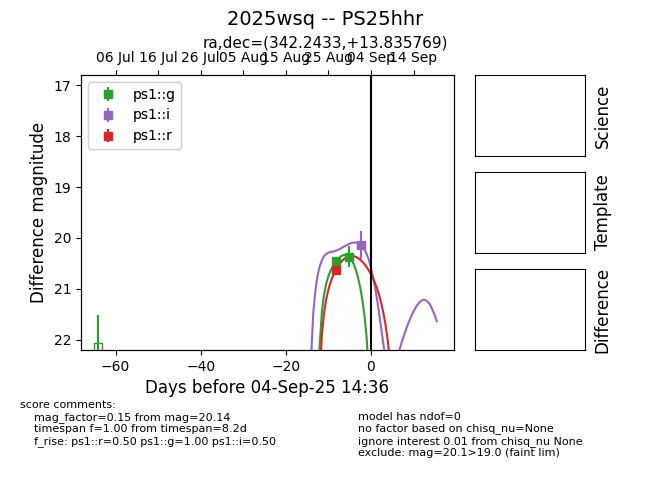 2025wsq -- PS25hhr
ra,dec=(342.2433,+13.835769)
06 Jul 16 Jul 26 Jul 05 Aug 15 Aug 25 Aug 04 Sep 14 Sep
17
18
19
20
21
22
Difference magnitude
ps1::g
ps1::i
ps1::r
−60 −40 −20 0
Days before 04-Sep-25 14:36
Science
Template
Difference
score comments:
mag_factor=0.15 from mag=20.14
timespan f=1.00 from timespan=8.2d
f_rise: ps1::r=0.50 ps1::g=1.00 ps1::i=0.50
model has ndof=0
no factor based on chisq_nu=None
ignore interest 0.01 from chisq_nu None
exclude: mag=20.1>19.0 (faint lim)